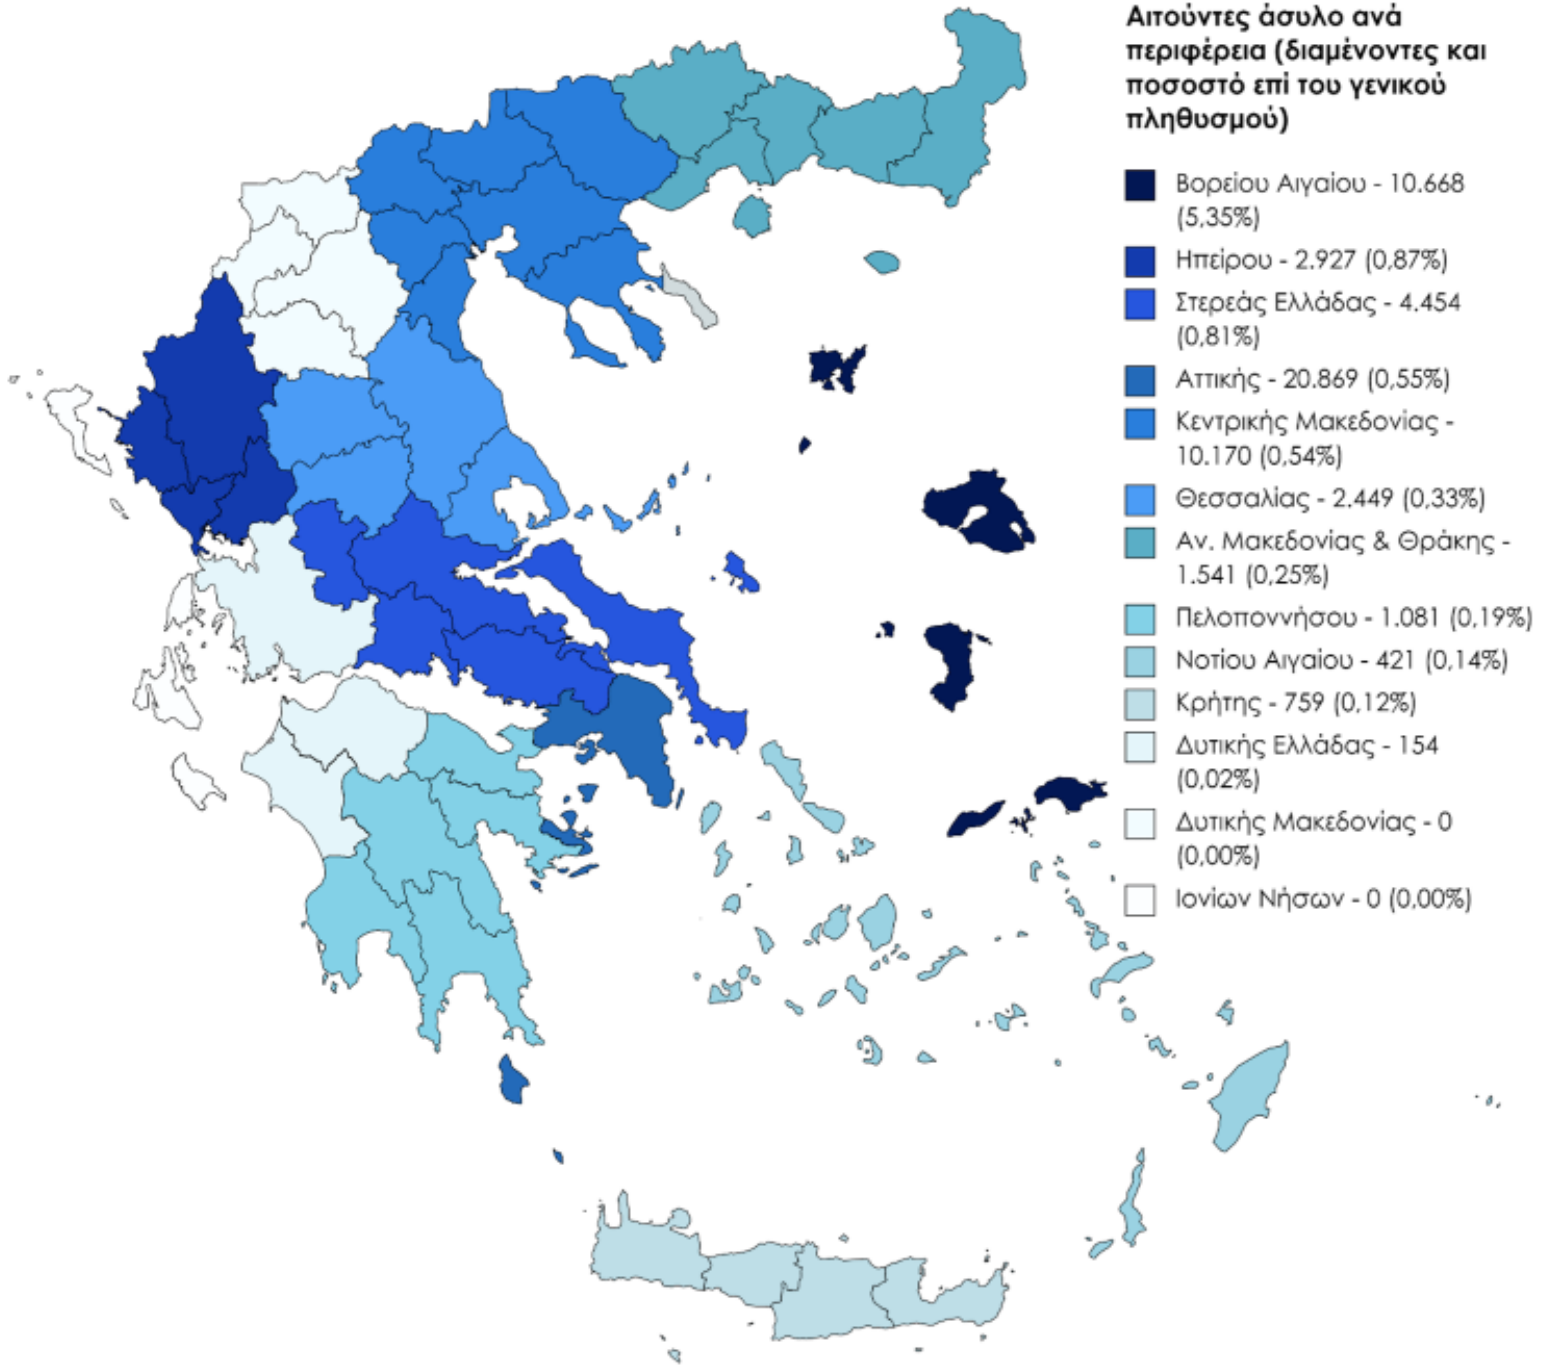 Αιτούντες άσυλο ανά
περιφέρεια (διαμένοντες και
ποσοστό επί του γενικού
πληθυσμού)
Βορείου Αιγαίου - 10.668
(5,35%)
Ηπείρου - 2.927 (0,87%)
Στερεάς Ελλάδας - 4.454
(0,81%)
Αττικής - 20.869 (0,55%)
Κεντρικής Μακεδονίας -
10.170 (0,54%)
Θεσσαλίας - 2.449 (0,33%)
Αν. Μακεδονίας & Θράκης -
1.541 (0,25%)
Πελοποννήσου - 1.081 (0,19%)
Νοτίου Αιγαίου - 421 (0,14%)
Κρήτης - 759 (0,12%)
Δυτικής Ελλάδας - 154
(0,02%)
Δυτικής Μακεδονίας - 0
(0,00%)
Ιονίων Νήσων - 0 (0,00%)